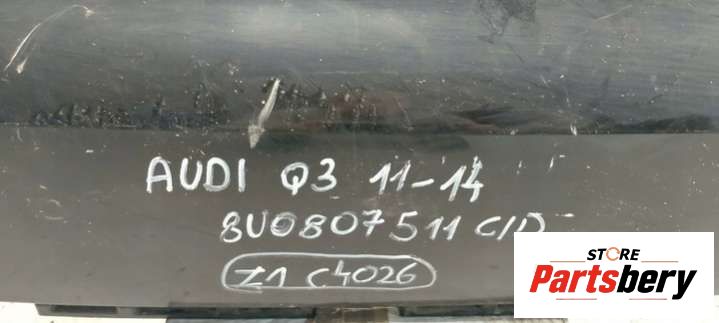 AUDI Q3 11-14
8U0807511 C/D
Z1 C4026
STORE
Partsbery